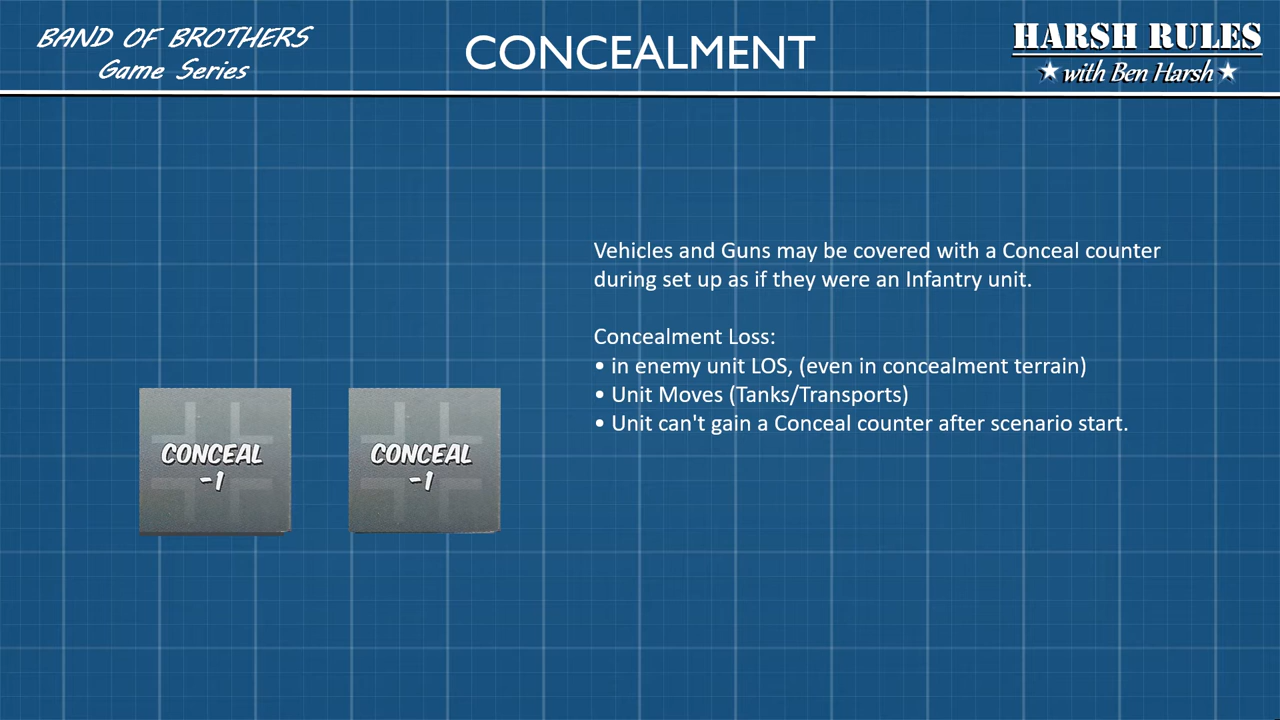 BAND OF BROTHERS
Game Series
CONCEALMENT
HARSH RULES
with Ben Harsh
Vehicles and Guns may be covered with a Conceal counter
during set up as if they were an Infantry unit.
Concealment Loss:
• in enemy unit LOS, (even in concealment terrain)
• Unit Moves (Tanks/Transports)
• Unit can't gain a Conceal counter after scenario start.
CONCEAL
-1
CONCEAL
-1